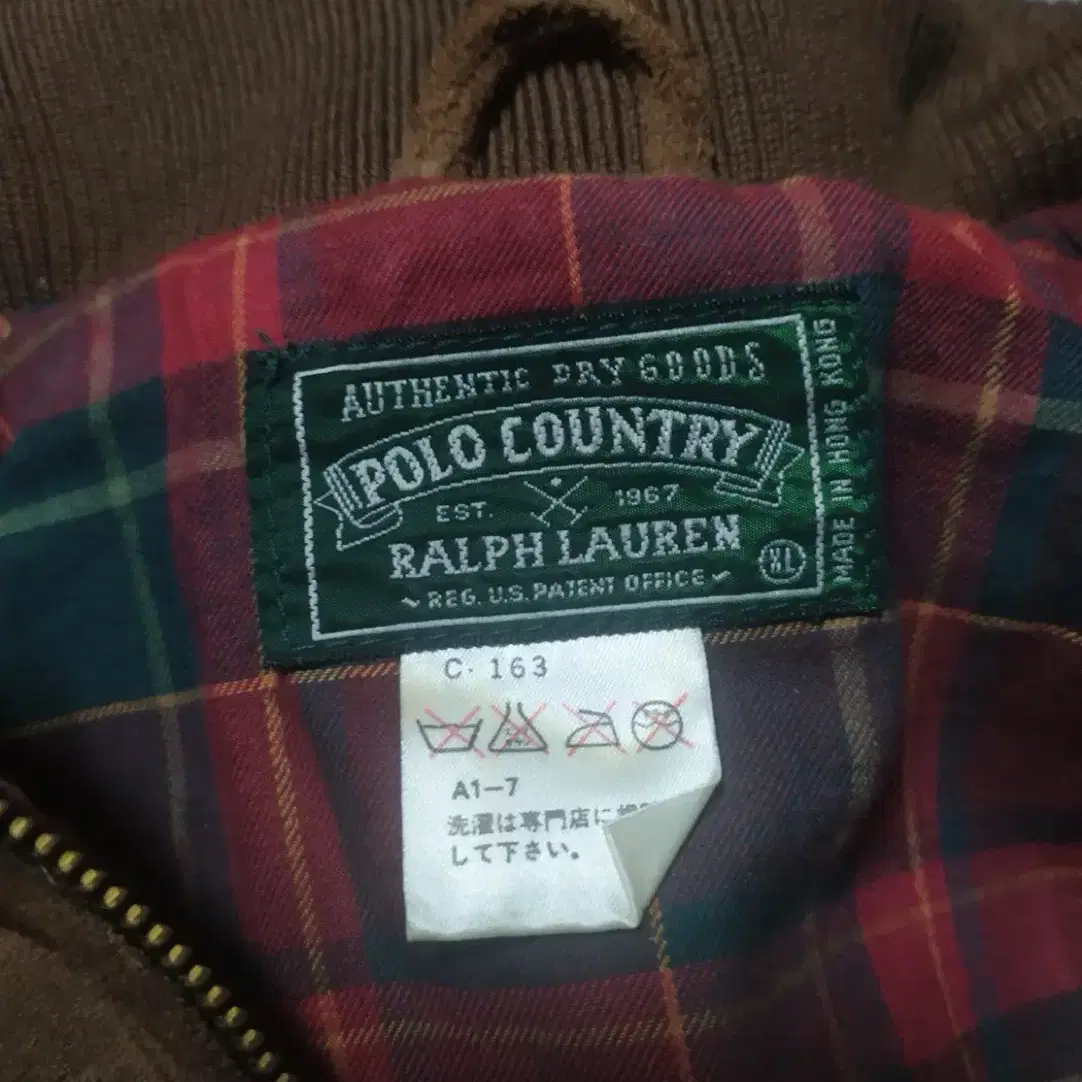 AUTHENTIC DRY GOODS
POLO COUNTRY
EST. 1967
RALPH LAUREN
XL
REG. U.S. PATENT OFFICE
MADE IN HONG KONG
C. 163
A1-7
洗濯は専門店に
して下さい。